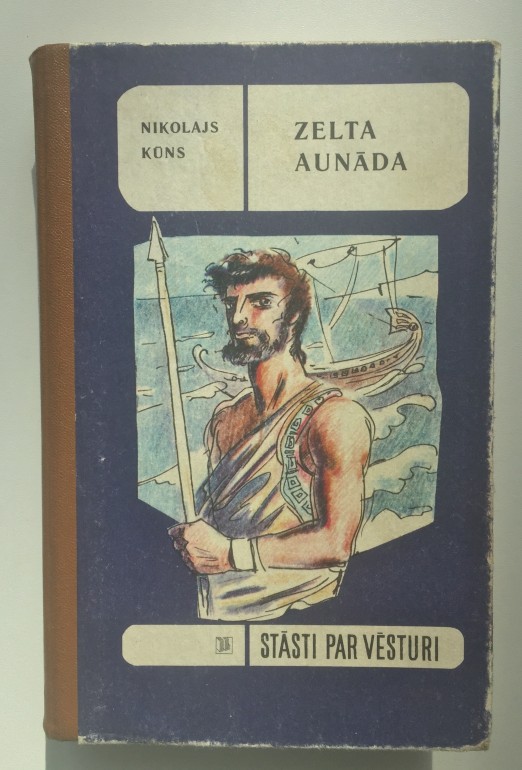 NIKOLAJS
KŪNS
ZELTA
AUNĀDA
STĀSTI PAR VĒSTURI